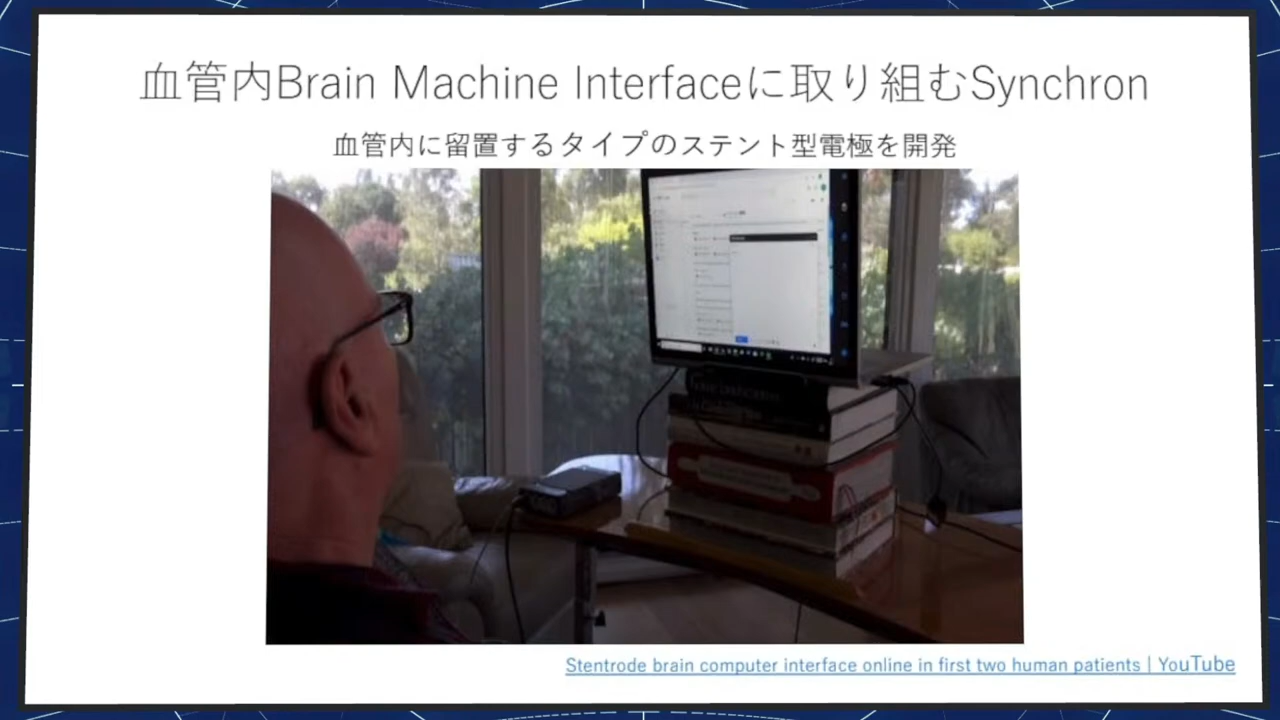 血管内Brain Machine Interfaceに取り組むSynchron
血管内に留置するタイプのステント型電極を開発
Stentrode brain computer interface online in first two human patients | YouTube